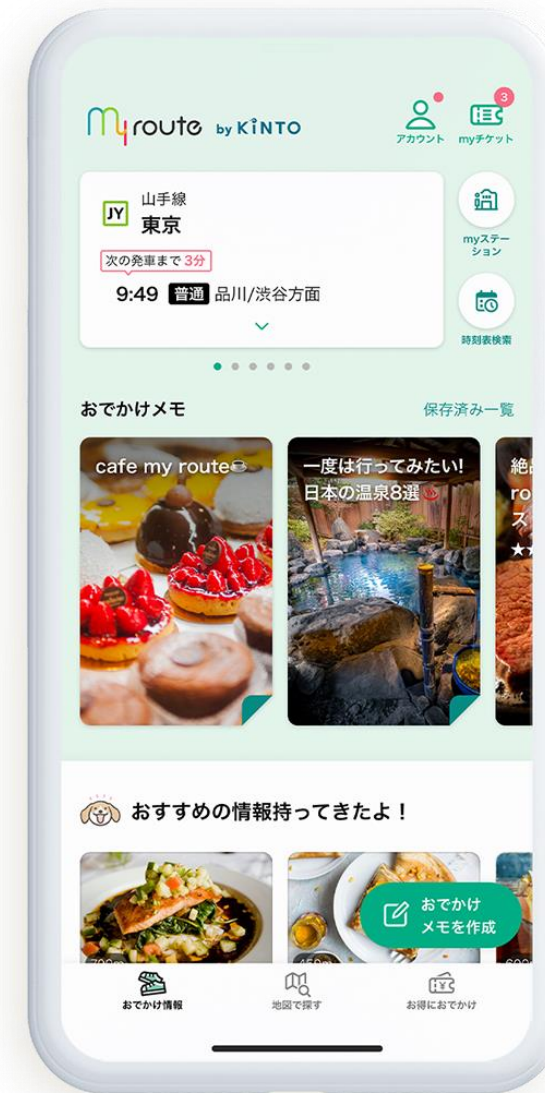 my route by KINTO
アカウント
3
myチケット
JY
山手線
東京
次の発車まで 3分
9:49 普通 品川/渋谷方面
myステー
ション
時刻表検索
おでかけメモ
保存済み一覧
cafe my route☕
一度は行ってみたい!
日本の温泉8選♨
ro
ス
★★
おすすめの情報持ってきたよ！
700m
450m
600
おでかけ
メモを作成
おでかけ情報
地図で探す
お得におでかけ